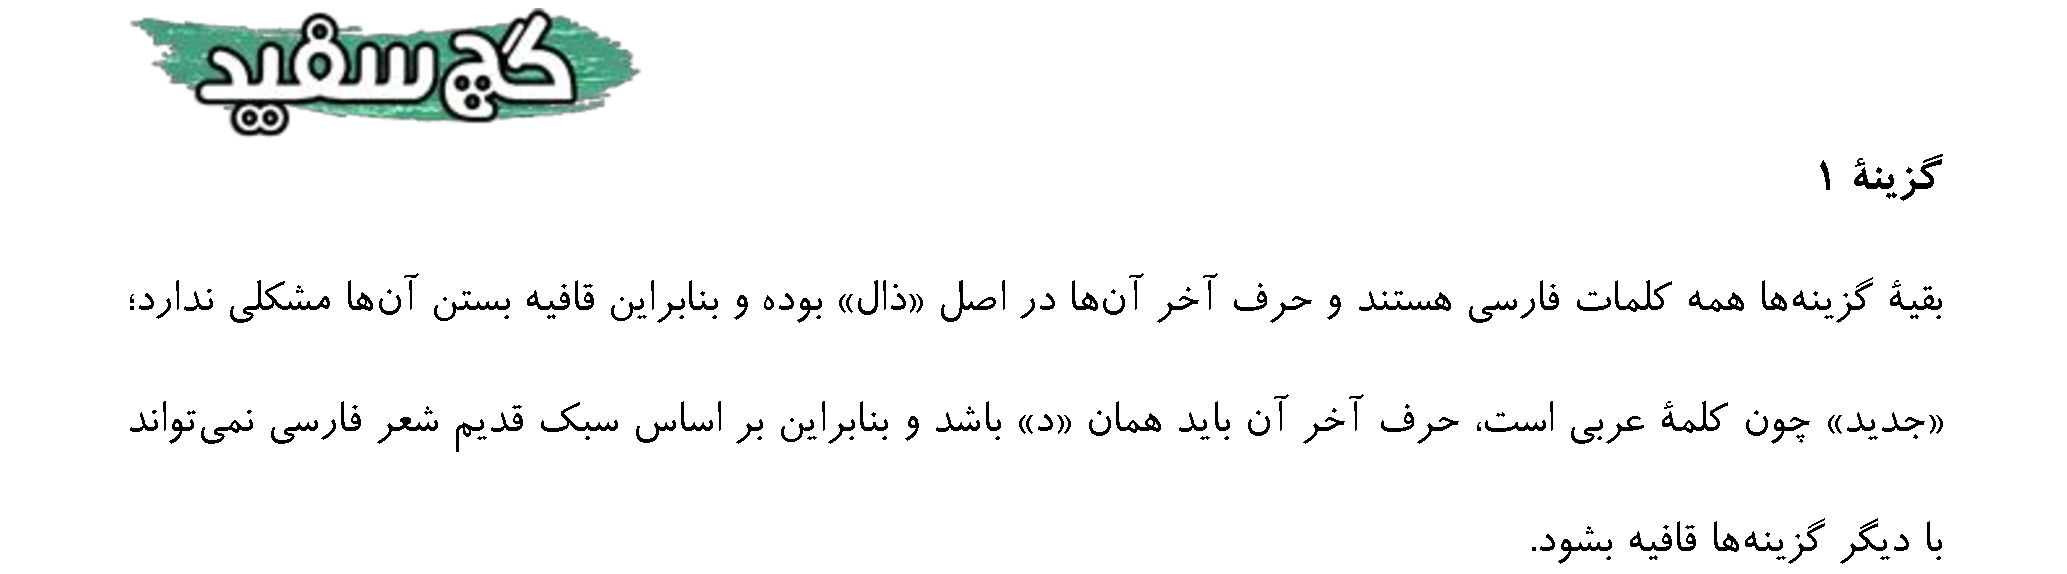 گچ سفید
گزینهٔ ۱
بقیهٔ گزینه‌ها همه کلمات فارسی هستند و حرف آخر آن‌ها در اصل «ذال» بوده و بنابراین قافیه بستن آن‌ها مشکلی ندارد؛
«جدید» چون کلمهٔ عربی است، حرف آخر آن باید همان «د» باشد و بنابراین بر اساس سبک قدیم شعر فارسی نمی‌تواند
با دیگر گزینه‌ها قافیه بشود.